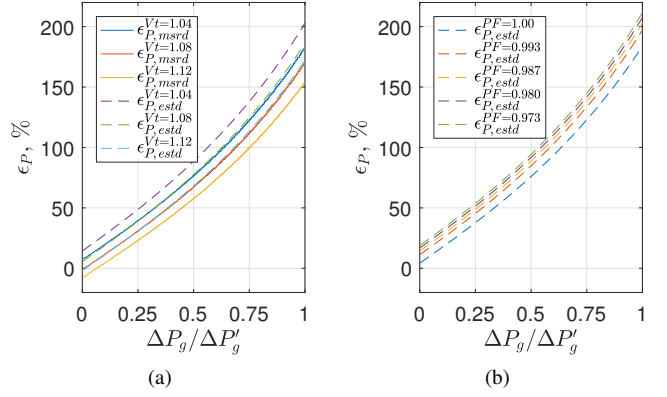 ϵ_P, %
200
150
100
50
0
0
0.25
0.5
0.75
1
ΔP_g/ΔP′_g
ϵ^{Vt=1.04}_{P,msrd}
ϵ^{Vt=1.08}_{P,msrd}
ϵ^{Vt=1.12}_{P,msrd}
ϵ^{Vt=1.04}_{P,estd}
ϵ^{Vt=1.08}_{P,estd}
ϵ^{Vt=1.12}_{P,estd}
(a)
ϵ_P, %
200
150
100
50
0
0
0.25
0.5
0.75
1
ΔP_g/ΔP′_g
ϵ^{PF=1.00}_{P,estd}
ϵ^{PF=0.993}_{P,estd}
ϵ^{PF=0.987}_{P,estd}
ϵ^{PF=0.980}_{P,estd}
ϵ^{PF=0.973}_{P,estd}
(b)